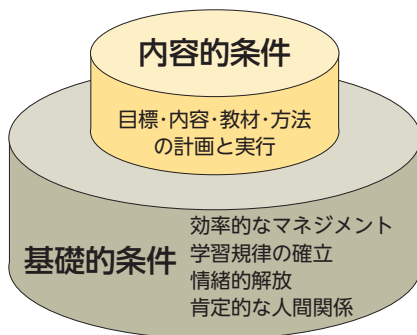 内容的条件
目標・内容・教材・方法
の計画と実行
基礎的条件
効率的なマネジメント
学習規律の確立
情緒的解放
肯定的な人間関係